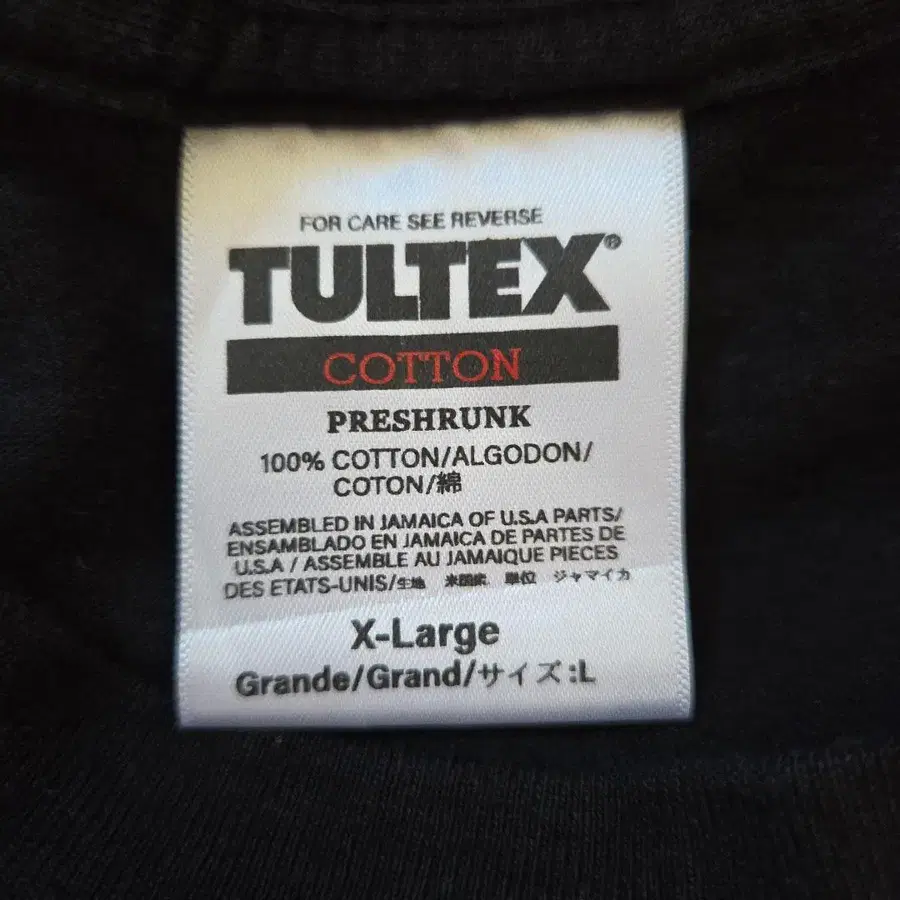 FOR CARE SEE REVERSE
TULTEX®
COTTON
PRESHRUNK
100% COTTON/ALGODON/
COTON/綿
ASSEMBLED IN JAMAICA OF U.S.A PARTS/
ENSAMBLADO EN JAMAICA DE PARTES DE
U.S.A / ASSEMBLE AU JAMAIQUE PIECES
DES ETATS-UNIS/生地 米国底 単位 ジャマイカ
X-Large
Grande/Grand/サイズ:L